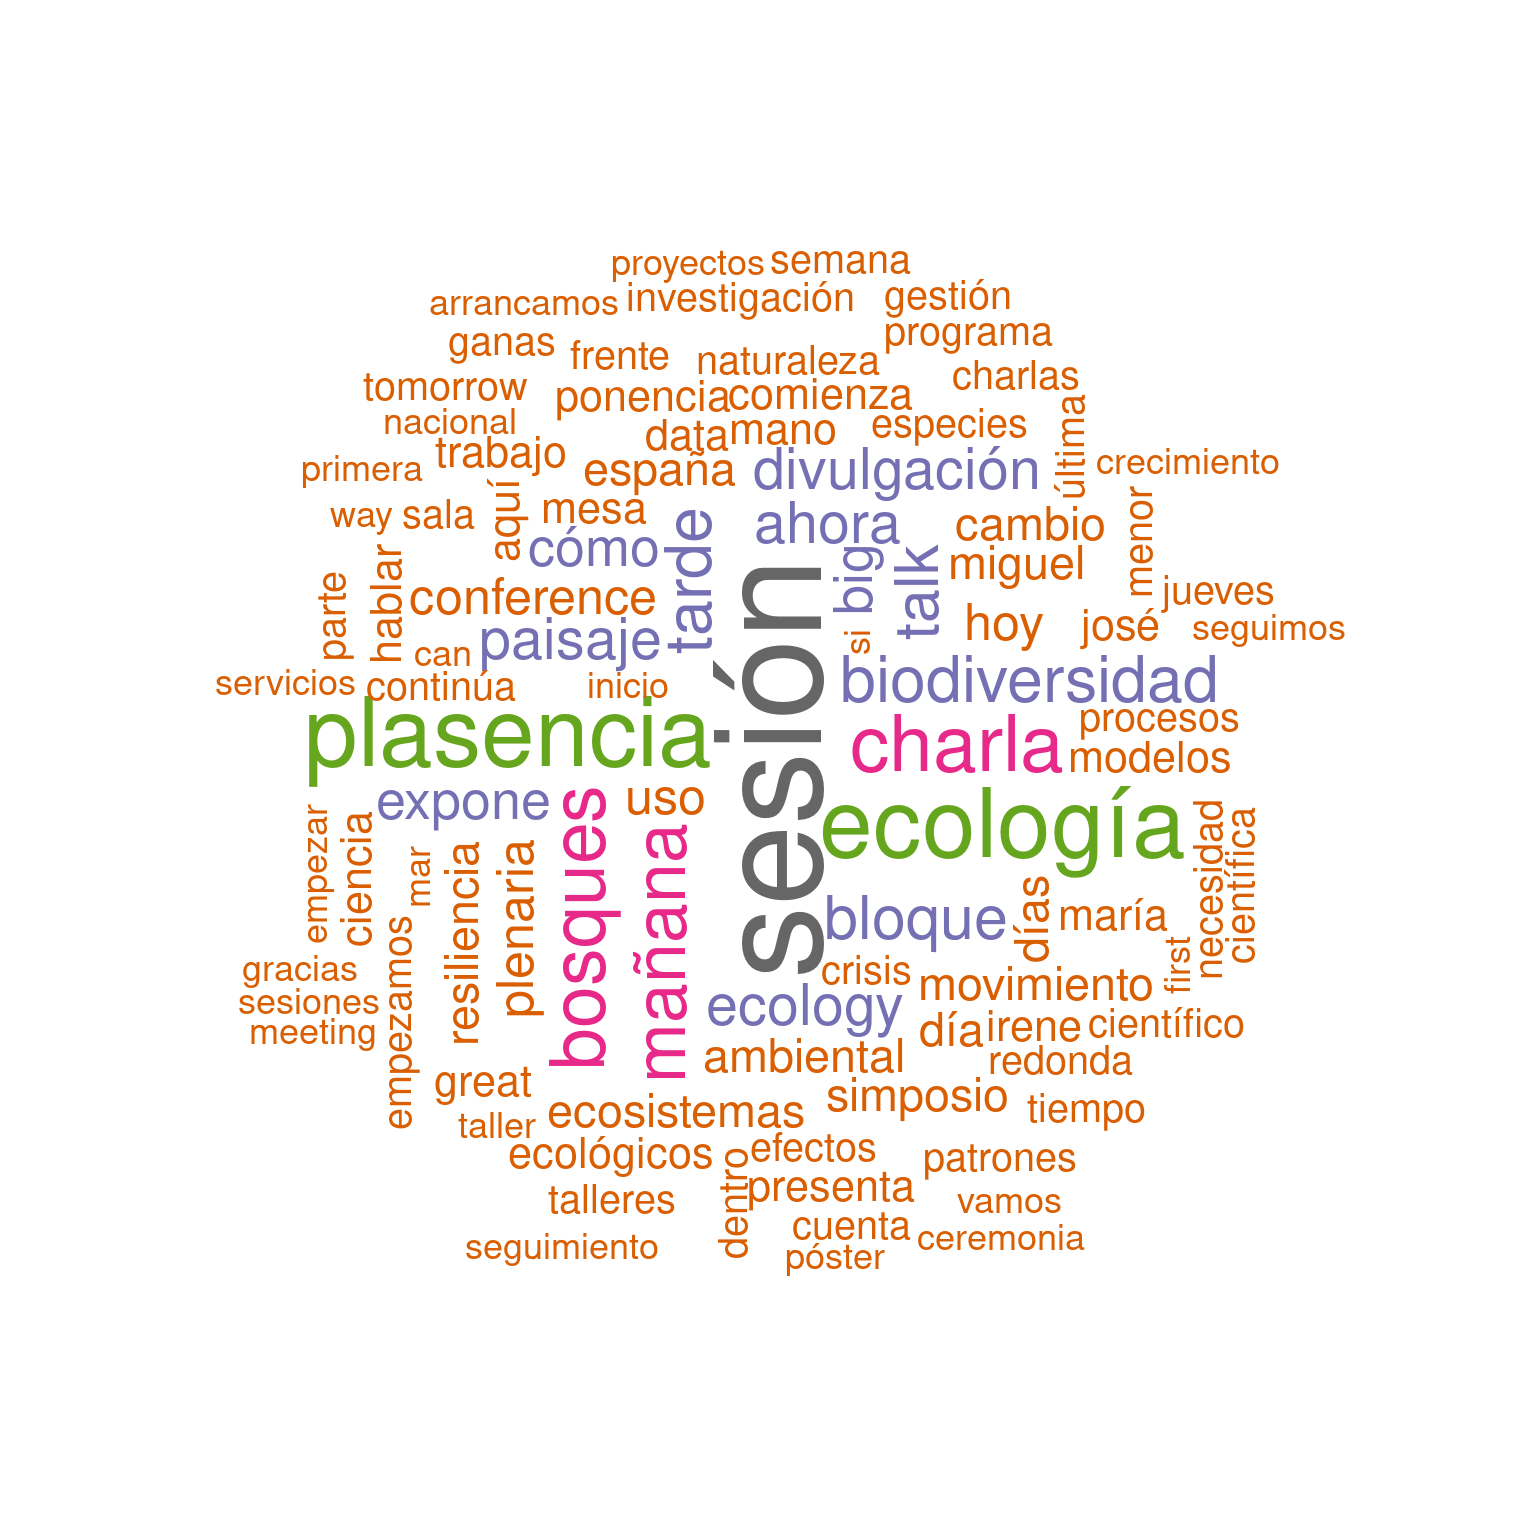 proyectos
semana
arrancamos
investigación
gestión
ganas
frente
naturaleza
programa
tomorrow
ponencia
comienza
charlas
nacional
data
mano
especies
última
primera
trabajo
españa
divulgación
crecimiento
way
sala
aquí
mesa
ahora
cambio
menor
cómo
tarde
big
talk
miguel
parte
hablar
conference
jueves
paisaje
si
hoy
josé
seguimos
can
servicios
continúa
inicio
sesión
biodiversidad
plasencia
charla
procesos
modelos
expone
uso
ecología
bosques
mañana
empezar
ciencia
mar
resiliencia
plenaria
bloque
días
maría
necesidad
científica
first
gracias
sesiones
meeting
empezamos
crisis
movimiento
ecology
día
irene
científico
ambiental
redonda
great
taller
ecosistemas
simposio
tiempo
ecológicos
dentro
efectos
patrones
talleres
presenta
vamos
cuenta
ceremonia
seguimiento
póster